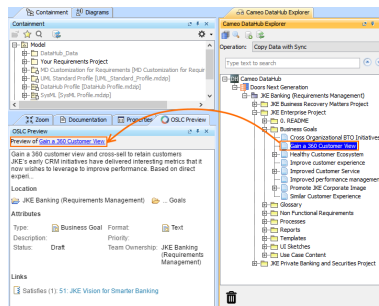 Containment
Diagrams
Containment
Model
DataHub_Data
Your Requirements Project
MD Customization for Requirements [MD Customization for Requir
UML Standard Profile [UML_Standard_Profile.mdzip]
DataHub Profile [DataHub Profile.mdzip]
SysML [SysML Profile.mdzip]
Zoom
Documentation
Properties
OSLC Preview
OSLC Preview
Preview of Gain a 360 Customer View
Gain a 360 customer view and cross-sell to retain customers
JKE's early CRM initiatives have delivered interesting metrics that it
now wishes to leverage to improve performance. Based on direct
expert...
Location
JKE Banking (Requirements Management)
... Goals
Attributes
Type: Business Goal Format: Text
Description: Priority:
Status: Draft Team Ownership: JKE Banking
(Requirements
Management)
Links
Satisfies (1): 51: JKE Vision for Smarter Banking
Cameo DataHub Explorer
Cameo DataHub Explorer
Operation: Copy Data with Sync
Type text to search
DH Cameo DataHub
Doors Next Generation
JKE Banking (Requirements Management)
JKE Business Recovery Matters Project
JKE Enterprise Project
0. README
Business Goals
Cross Organizational BTO Initiatives
Gain a 360 Customer View
Healthy Customer Ecosystem
Improve customer experience
Improved Customer Service
Improved performance managemen
Promote JKE Corporate Image
Similar Customer Experience
Glossary
Non Functional Requirements
Processes
Reports
Templates
UI Sketches
Use Case Content
JKE Private Banking and Securities Project